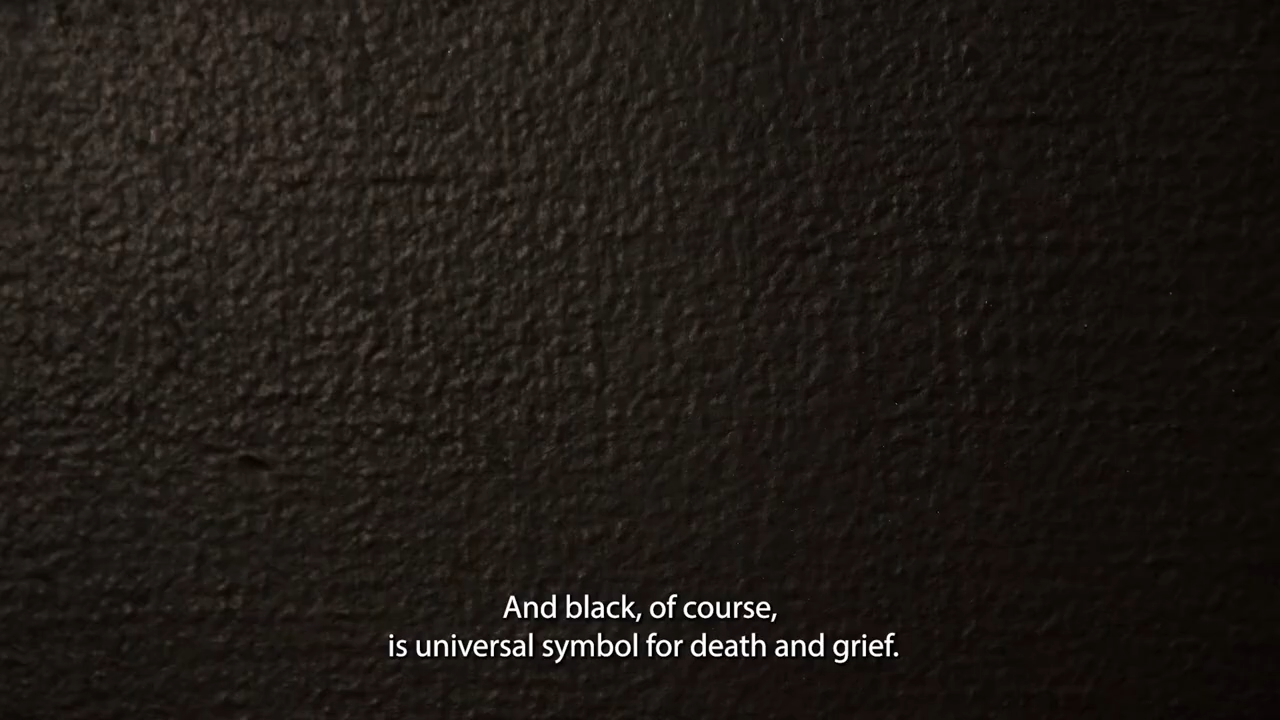 And black, of course,
is universal symbol for death and grief.